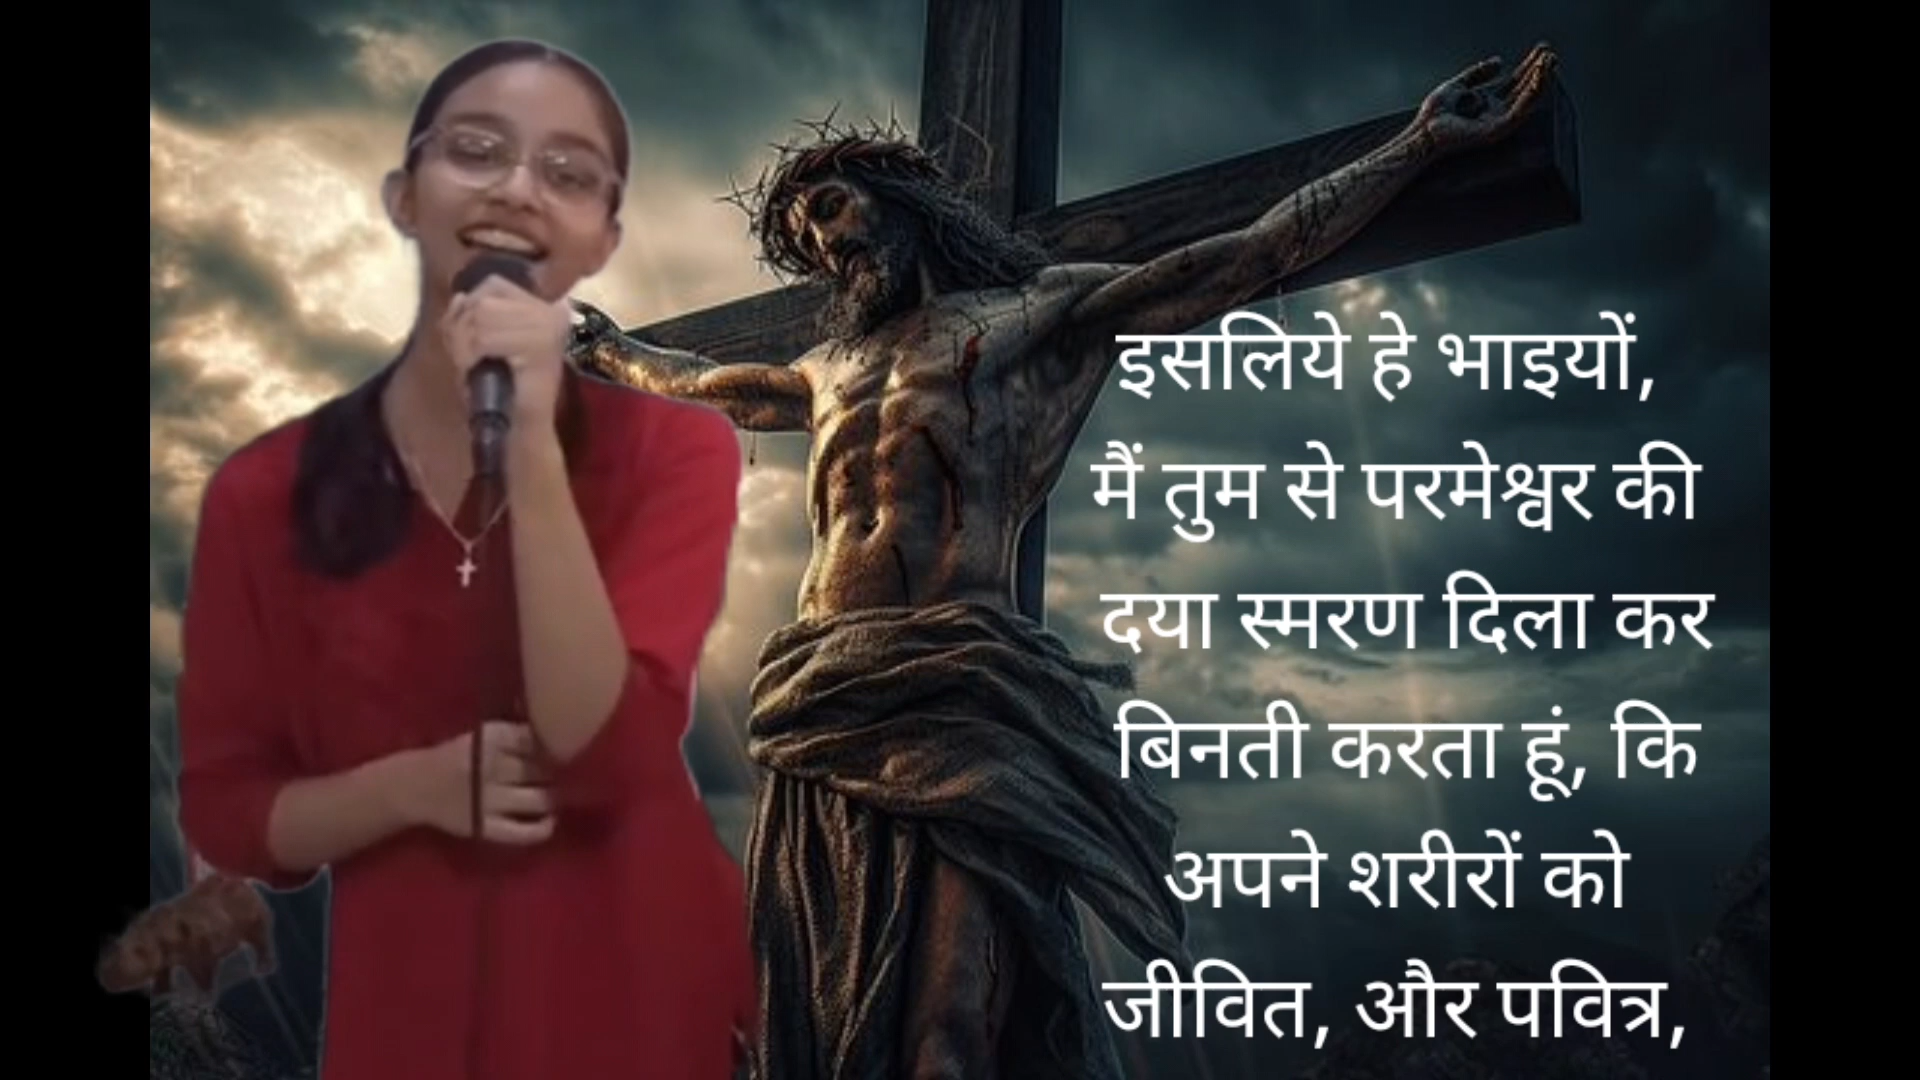 इसलिये हे भाइयों,
मैं तुम से परमेश्वर की
दया स्मरण दिला कर
बिनती करता हूं, कि
अपने शरीरों को
जीवित, और पवित्र,